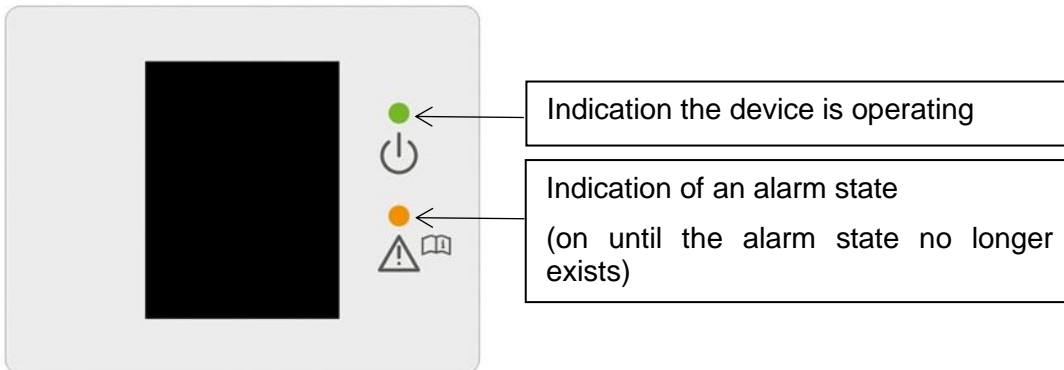 Indication the device is operating
Indication of an alarm state
(on until the alarm state no longer
exists)